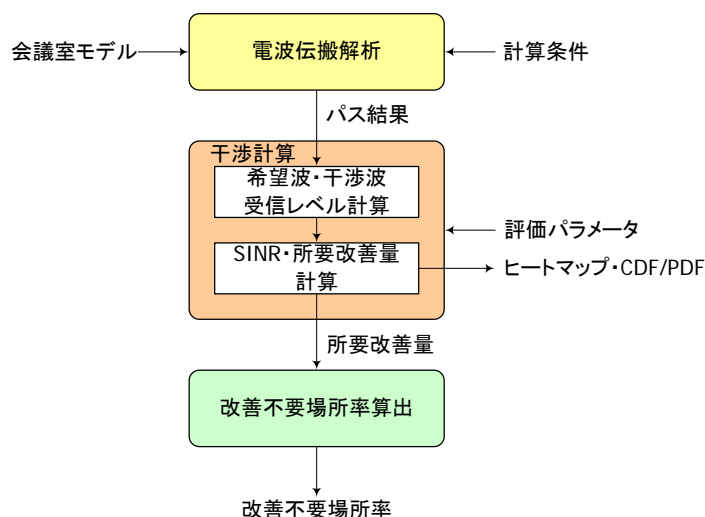 会議室モデル
電波伝搬解析
計算条件
パス結果
干渉計算
希望波・干渉波
受信レベル計算
評価パラメータ
SINR・所要改善量
計算
ヒートマップ・CDF/PDF
所要改善量
改善不要場所率算出
改善不要場所率